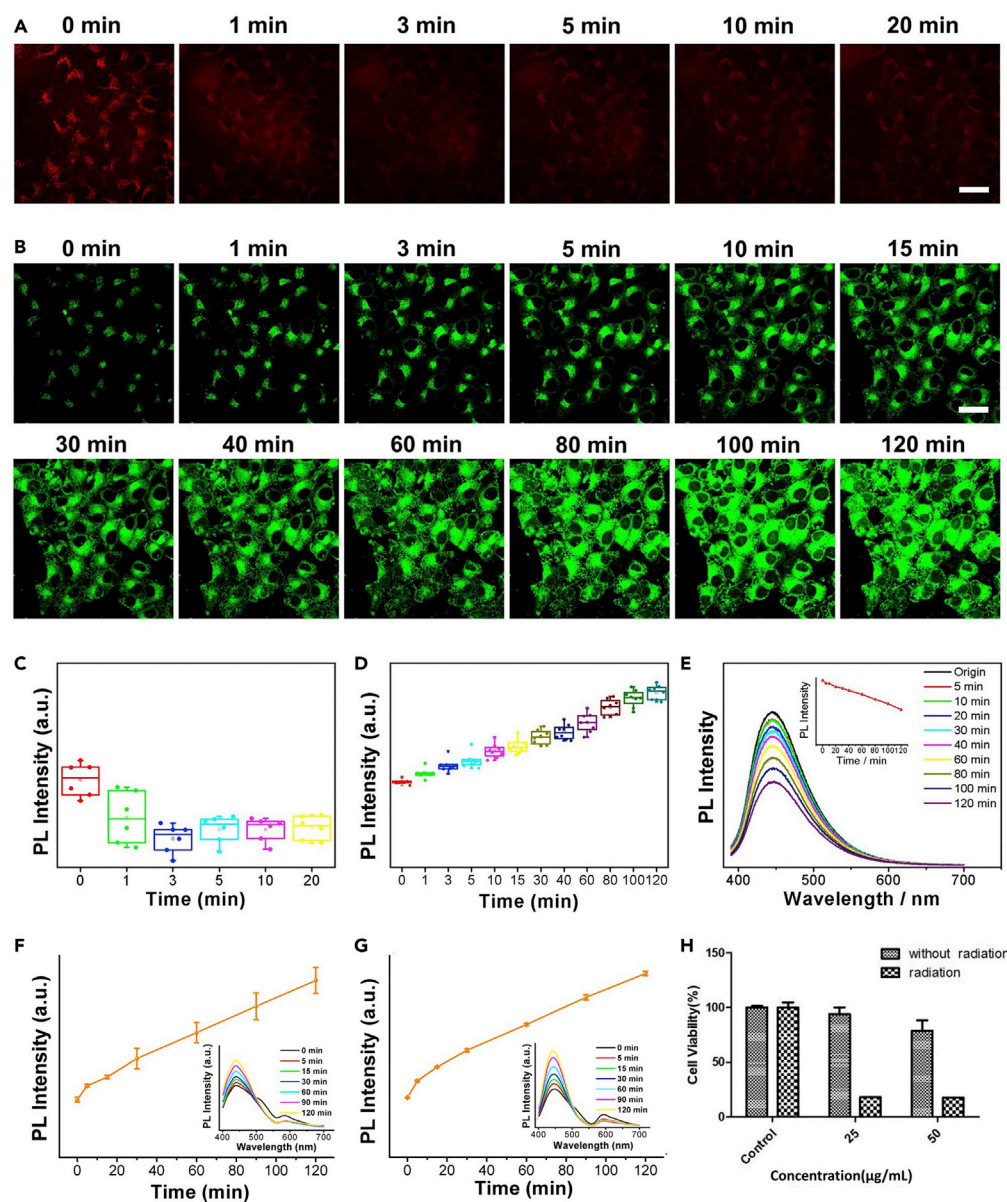 A
0 min 1 min 3 min 5 min 10 min 20 min
B
0 min 1 min 3 min 5 min 10 min 15 min
30 min 40 min 60 min 80 min 100 min 120 min
C
PL Intensity (a.u.)
0 1 3 5 10 20
Time (min)
D
PL Intensity (a.u.)
0 1 3 5 10 15 30 40 60 80 100 120
Time (min)
E
PL Intensity
Origin
5 min
10 min
20 min
30 min
40 min
60 min
80 min
100 min
120 min
PL Intensity
0 20 40 60 80 100 120
Time / min
400 500 600 700
Wavelength / nm
F
PL Intensity (a.u.)
0 20 40 60 80 100 120
Time (min)
PL Intensity (a.u.)
0 min
5 min
15 min
30 min
60 min
90 min
120 min
400 500 600 700
Wavelength (nm)
G
PL Intensity (a.u.)
0 20 40 60 80 100 120
Time (min)
PL Intensity (a.u.)
0 min
5 min
15 min
30 min
60 min
90 min
120 min
400 500 600 700
Wavelength (nm)
H
without radiation
radiation
Cell Viability(%)
150
100
50
0
Control 25 50
Concentration(μg/mL)